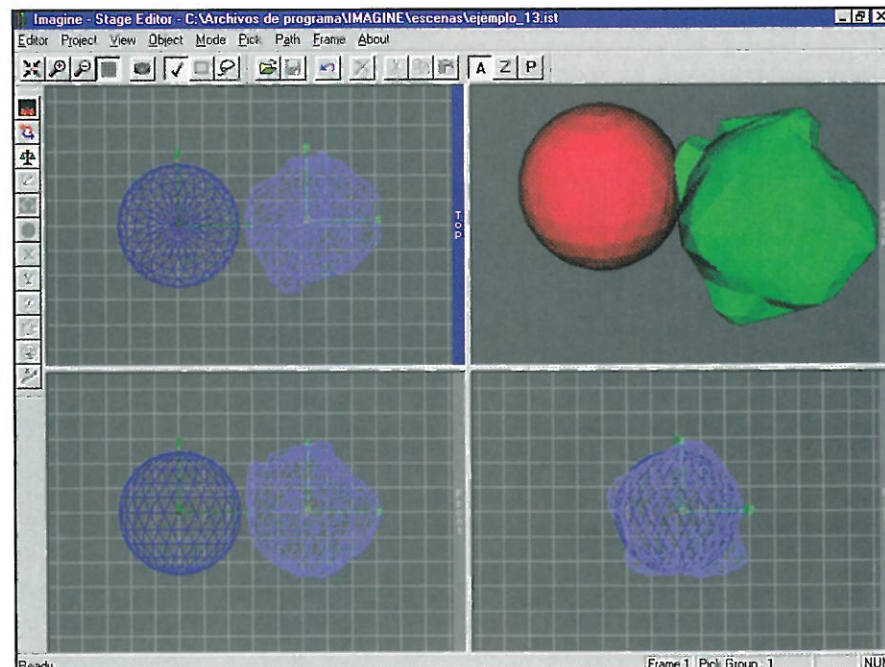 Imagine - Stage Editor - C:\Archivos de programa\IMAGINE\escenas\ejemplo_13.ist
Editor Project View Object Mode Pick Path Frame About
A Z P
Top
Ready
Frame 1 Pick Group : 1 NU